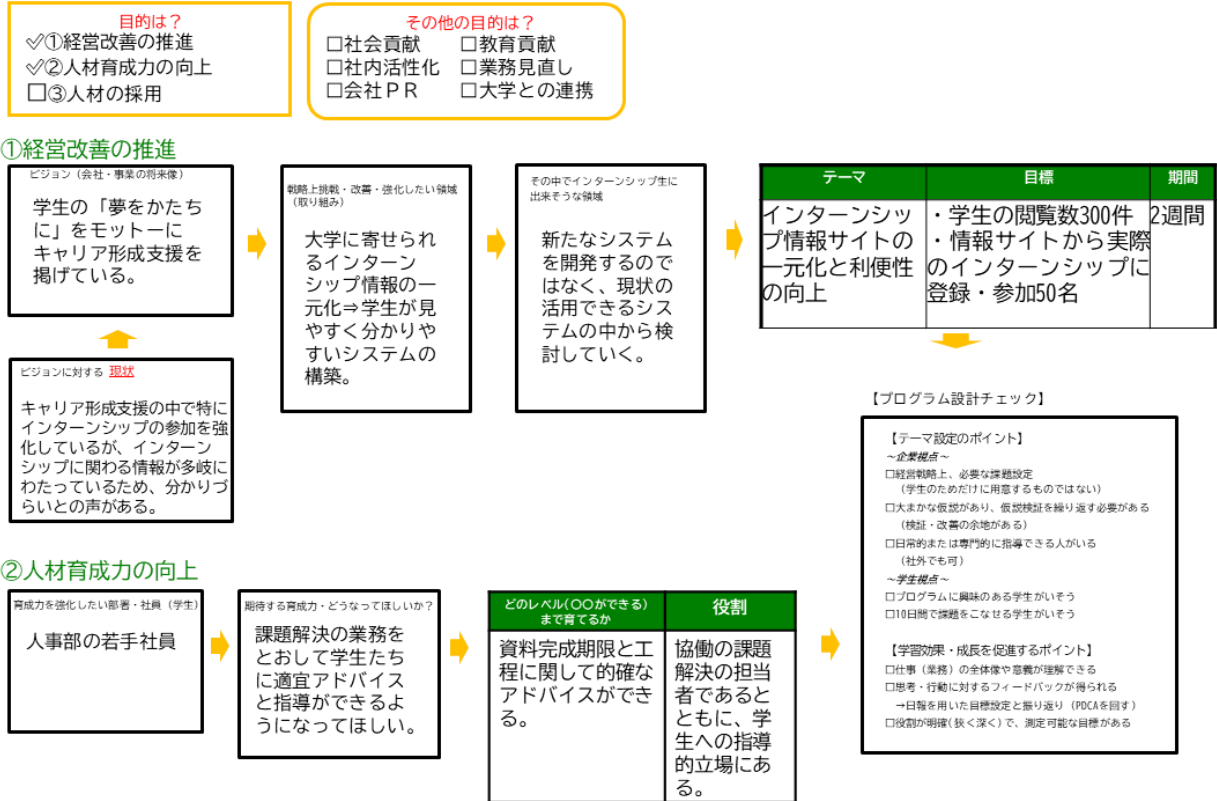 目的は？
✓①経営改善の推進
✓②人材育成力の向上
□③人材の採用
その他の目的は？
□社会貢献　□教育貢献
□社内活性化　□業務見直し
□会社ＰＲ　□大学との連携
①経営改善の推進
ビジョン（会社・事業の将来像）
学生の「夢をかたち
に」をモットーに
キャリア形成支援を
掲げている。
ビジョンに対する 現状
キャリア形成支援の中で特に
インターンシップの参加を強
化しているが、インターン
シップに関わる情報が多岐に
わたっているため、分かりづ
らいとの声がある。
戦略上挑戦・改善・強化したい領域
（取り組み）
大学に寄せられ
るインターン
シップ情報の一
元化⇒学生が見
やすく分かりや
すいシステムの
構築。
その中でインターンシップ生に
出来そうな領域
新たなシステム
を開発するので
はなく、現状の
活用できるシス
テムの中から検
討していく。
テーマ
インターンシッ
プ情報サイトの
一元化と利便性
の向上
目標
・学生の閲覧数300件
・情報サイトから実際
のインターンシップに
登録・参加50名
期間
2週間
【プログラム設計チェック】
【テーマ設定のポイント】
～企業視点～
□経営戦略上、必要な課題設定
（学生のためだけに用意するものではない）
□大まかな仮説があり、仮説検証を繰り返す必要がある
（検証・改善の余地がある）
□日常的または専門的に指導できる人がいる
（社外でも可）
～学生視点～
□プログラムに興味のある学生がいそう
□10日間で課題をこなせる学生がいそう
【学習効果・成長を促進するポイント】
□仕事（業務）の全体像や意義が理解できる
□思考・行動に対するフィードバックが得られる
→日報を用いた目標設定と振り返り（PDCAを回す）
□役割が明確(狭く深く)で、測定可能な目標がある
②人材育成力の向上
育成力を強化したい部署・社員（学生）
人事部の若手社員
期待する育成力・どうなってほしいか？
課題解決の業務を
とおして学生たち
に適宜アドバイス
と指導ができるよ
うになってほしい。
どのレベル(〇〇ができる)
まで育てるか
資料完成期限と工
程に関して的確な
アドバイスができ
る。
役割
協働の課題
解決の担当
者であると
ともに、学
生への指導
的立場にあ
る。